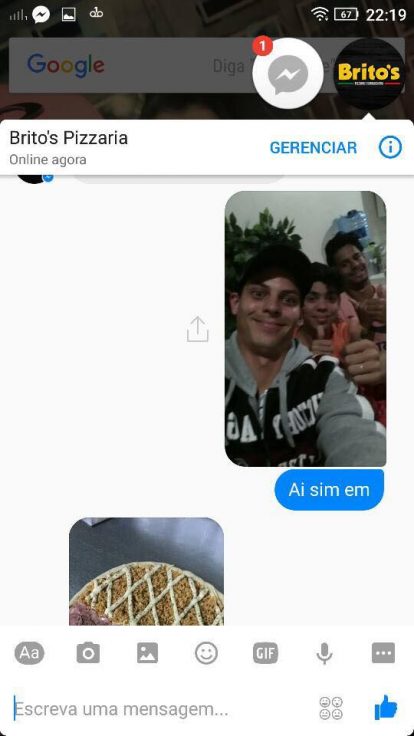 67 22:19
Google Diga
1
Brito's
Brito's Pizzaria
Online agora
GERENCIAR
Ai sim em
Aa
GIF
Escreva uma mensagem...